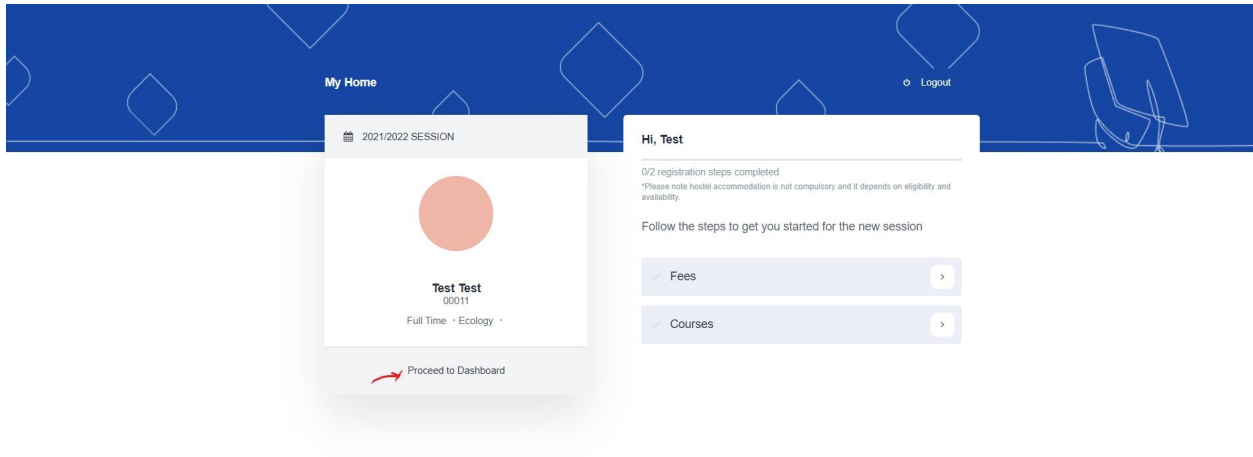 My Home
Logout
2021/2022 SESSION
Test Test
00011
Full Time · Ecology ·
Proceed to Dashboard
Hi, Test
0/2 registration steps completed
*Please note hostel accommodation is not compulsory and it depends on eligibility and
availability.
Follow the steps to get you started for the new session
Fees
Courses